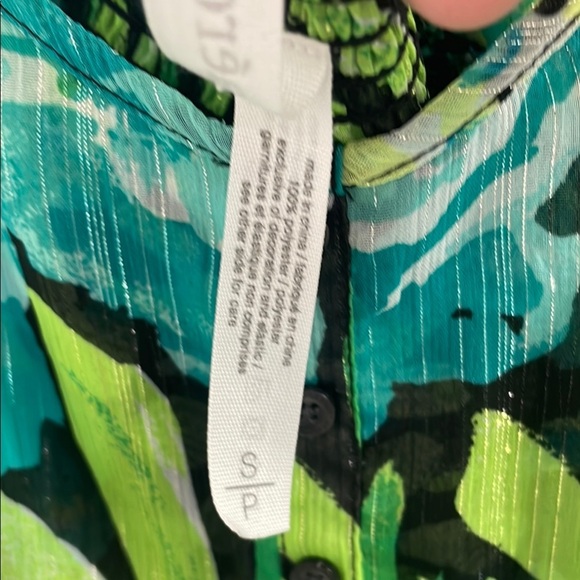 made in china / fabriqué en chine
100% polyester / polyester
exclusive of decoration and elastic /
garnitures et élastique non comprises
see other side for care
S|P